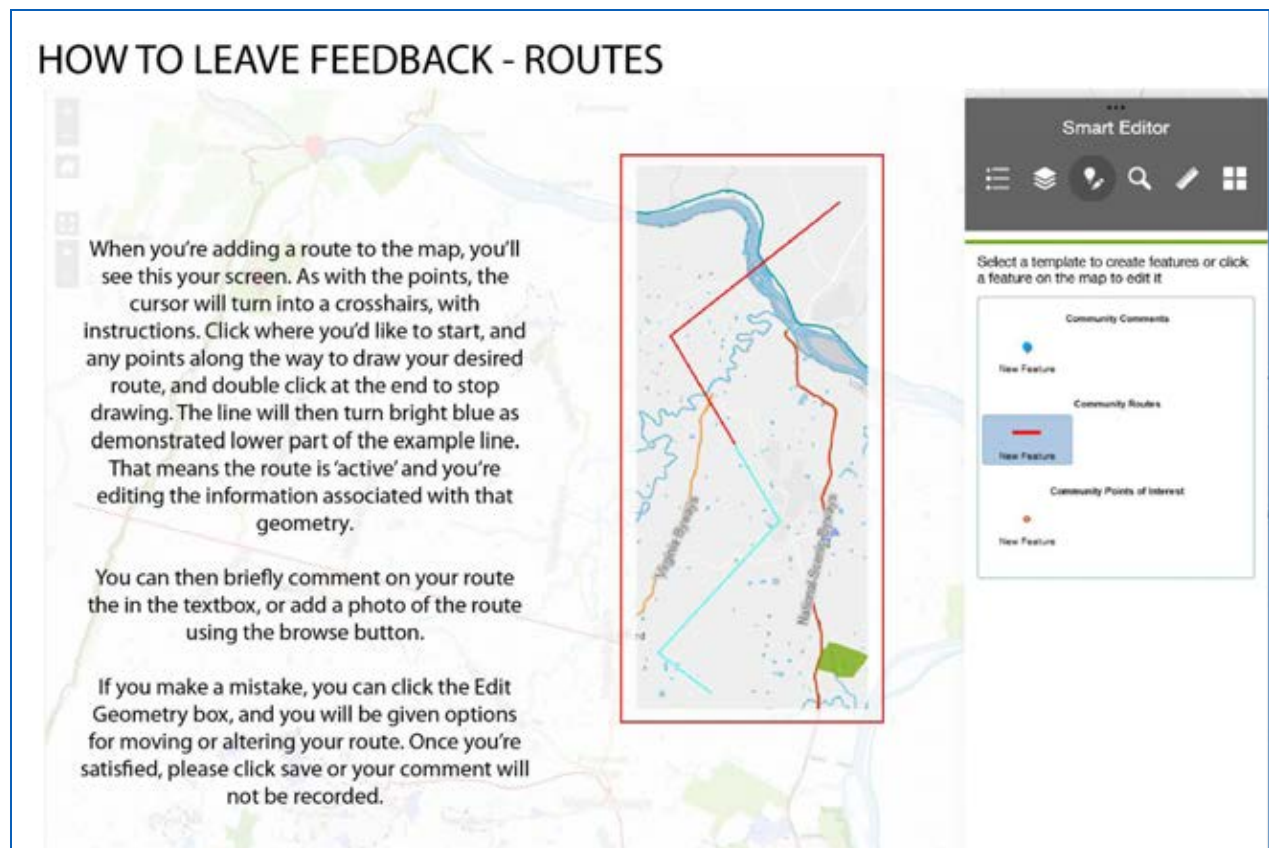 HOW TO LEAVE FEEDBACK - ROUTES
When you're adding a route to the map, you'll
see this your screen. As with the points, the
cursor will turn into a crosshairs, with
instructions. Click where you'd like to start, and
any points along the way to draw your desired
route, and double click at the end to stop
drawing. The line will then turn bright blue as
demonstrated lower part of the example line.
That means the route is 'active' and you're
editing the information associated with that
geometry.
You can then briefly comment on your route
the in the textbox, or add a photo of the route
using the browse button.
If you make a mistake, you can click the Edit
Geometry box, and you will be given options
for moving or altering your route. Once you're
satisfied, please click save or your comment will
not be recorded.
Virginia Byways
National Scenic Byways
Smart Editor
Select a template to create features or click
a feature on the map to edit it
Community Comments
New Feature
Community Routes
New Feature
Community Points of Interest
New Feature